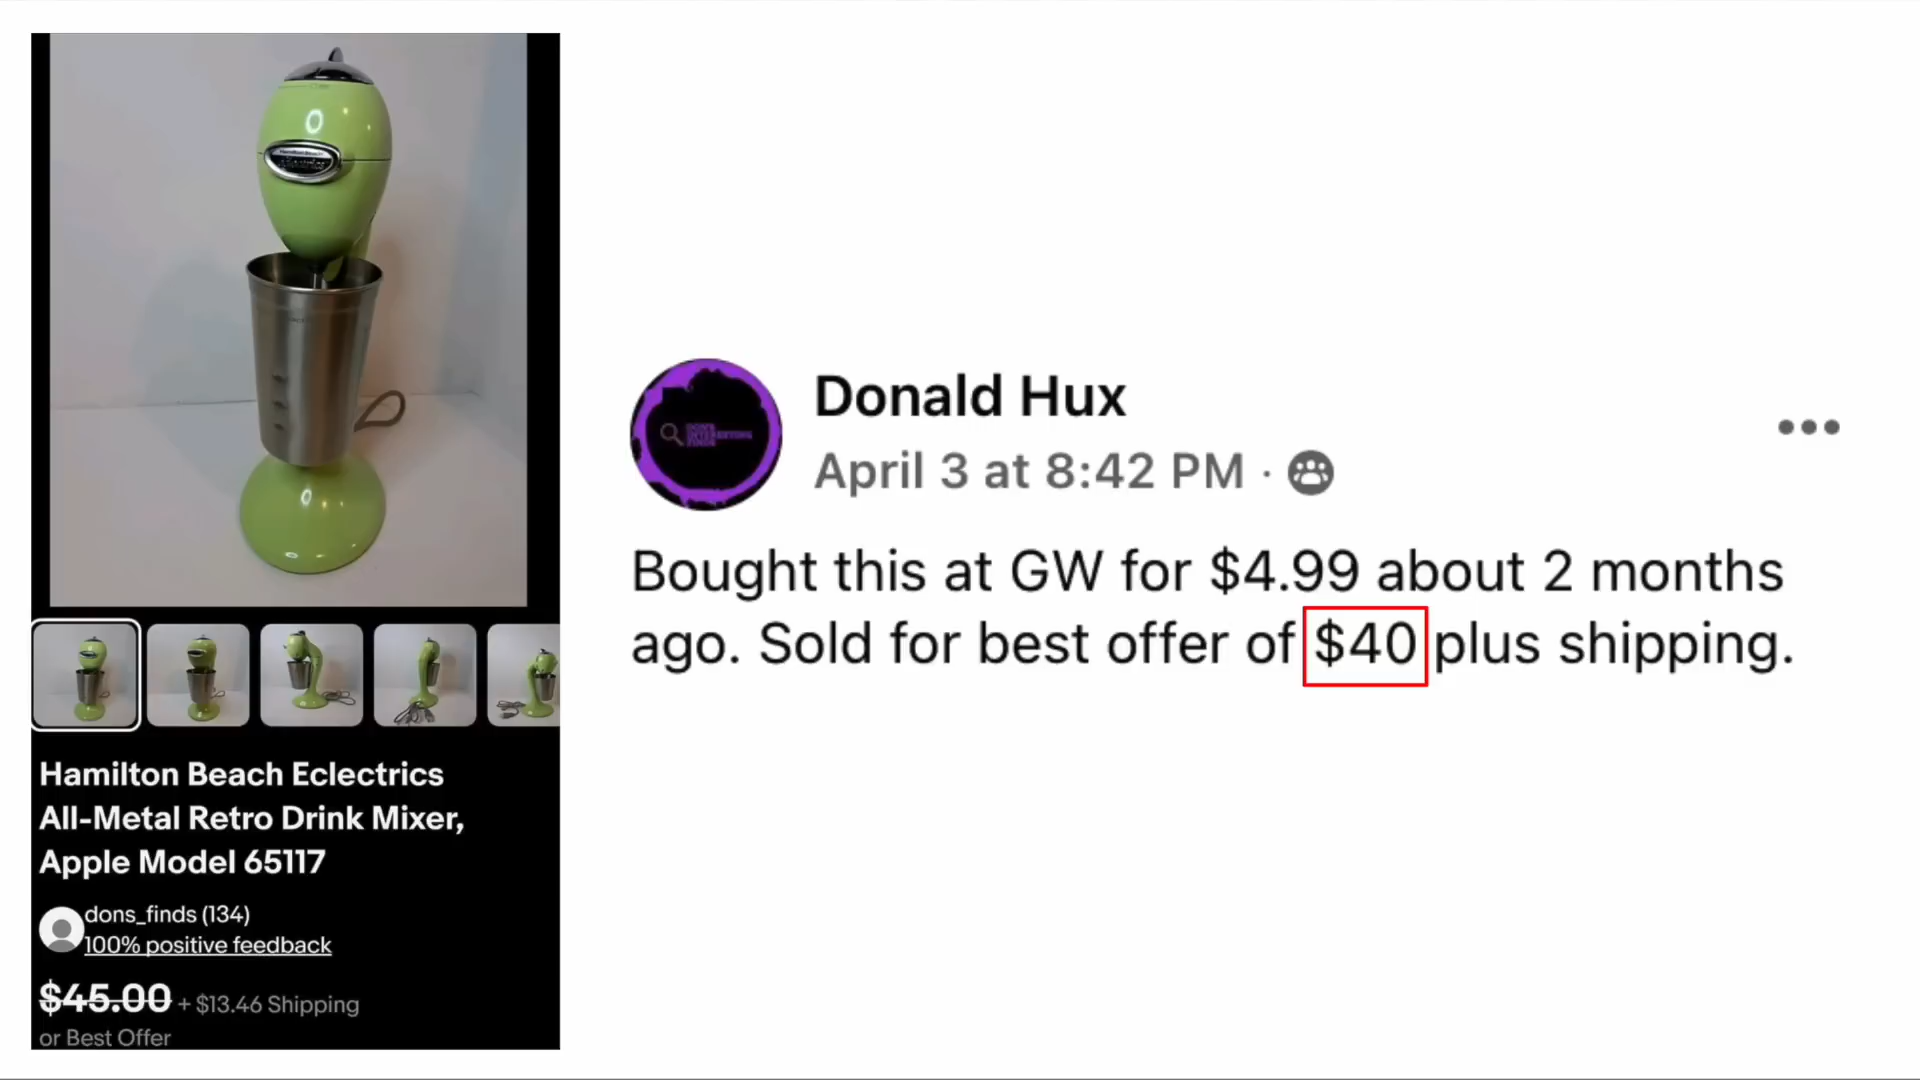 Hamilton Beach Eclectrics
All-Metal Retro Drink Mixer,
Apple Model 65117
dons_finds (134)
100% positive feedback
$45.00 + $13.46 Shipping
or Best Offer
Donald Hux
April 3 at 8:42 PM ·
Bought this at GW for $4.99 about 2 months
ago. Sold for best offer of $40 plus shipping.